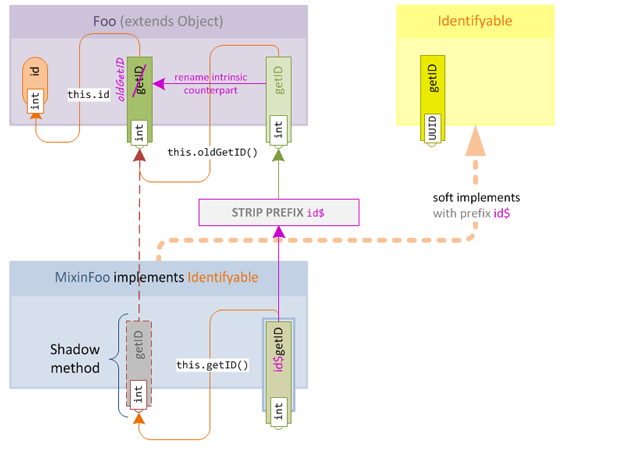 Foo (extends Object)
Identifyable
id
int
this.id
oldGetID
getID
int
rename intrinsic
counterpart
getID
int
this.oldGetID()
getID
UUID
STRIP PREFIX id$
soft implements
with prefix id$
MixinFoo implements Identifyable
Shadow
method
getID
int
this.getID()
id$getID
int